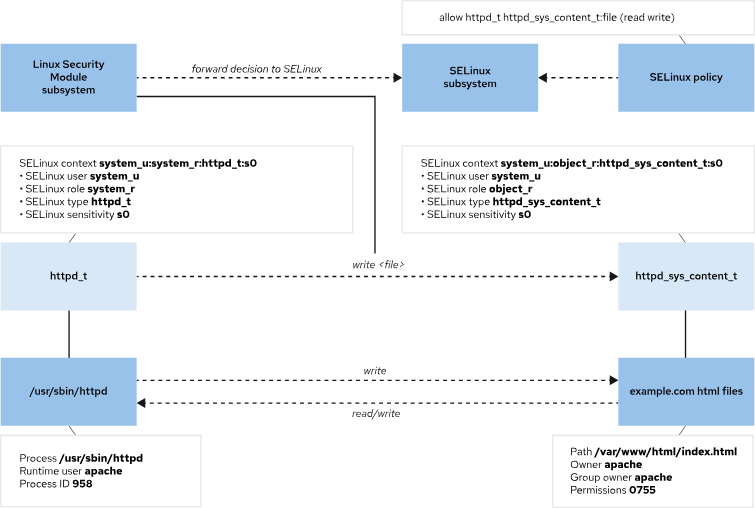 allow httpd_t httpd_sys_content_t:file (read write)
Linux Security
Module
subsystem
forward decision to SELinux
SELinux
subsystem
SELinux policy
SELinux context system_u:system_r:httpd_t:s0
• SELinux user system_u
• SELinux role system_r
• SELinux type httpd_t
• SELinux sensitivity s0
SELinux context system_u:object_r:httpd_sys_content_t:s0
• SELinux user system_u
• SELinux role object_r
• SELinux type httpd_sys_content_t
• SELinux sensitivity s0
httpd_t
write <file>
httpd_sys_content_t
/usr/sbin/httpd
write
read/write
example.com html files
Process /usr/sbin/httpd
Runtime user apache
Process ID 958
Path /var/www/html/index.html
Owner apache
Group owner apache
Permissions 0755